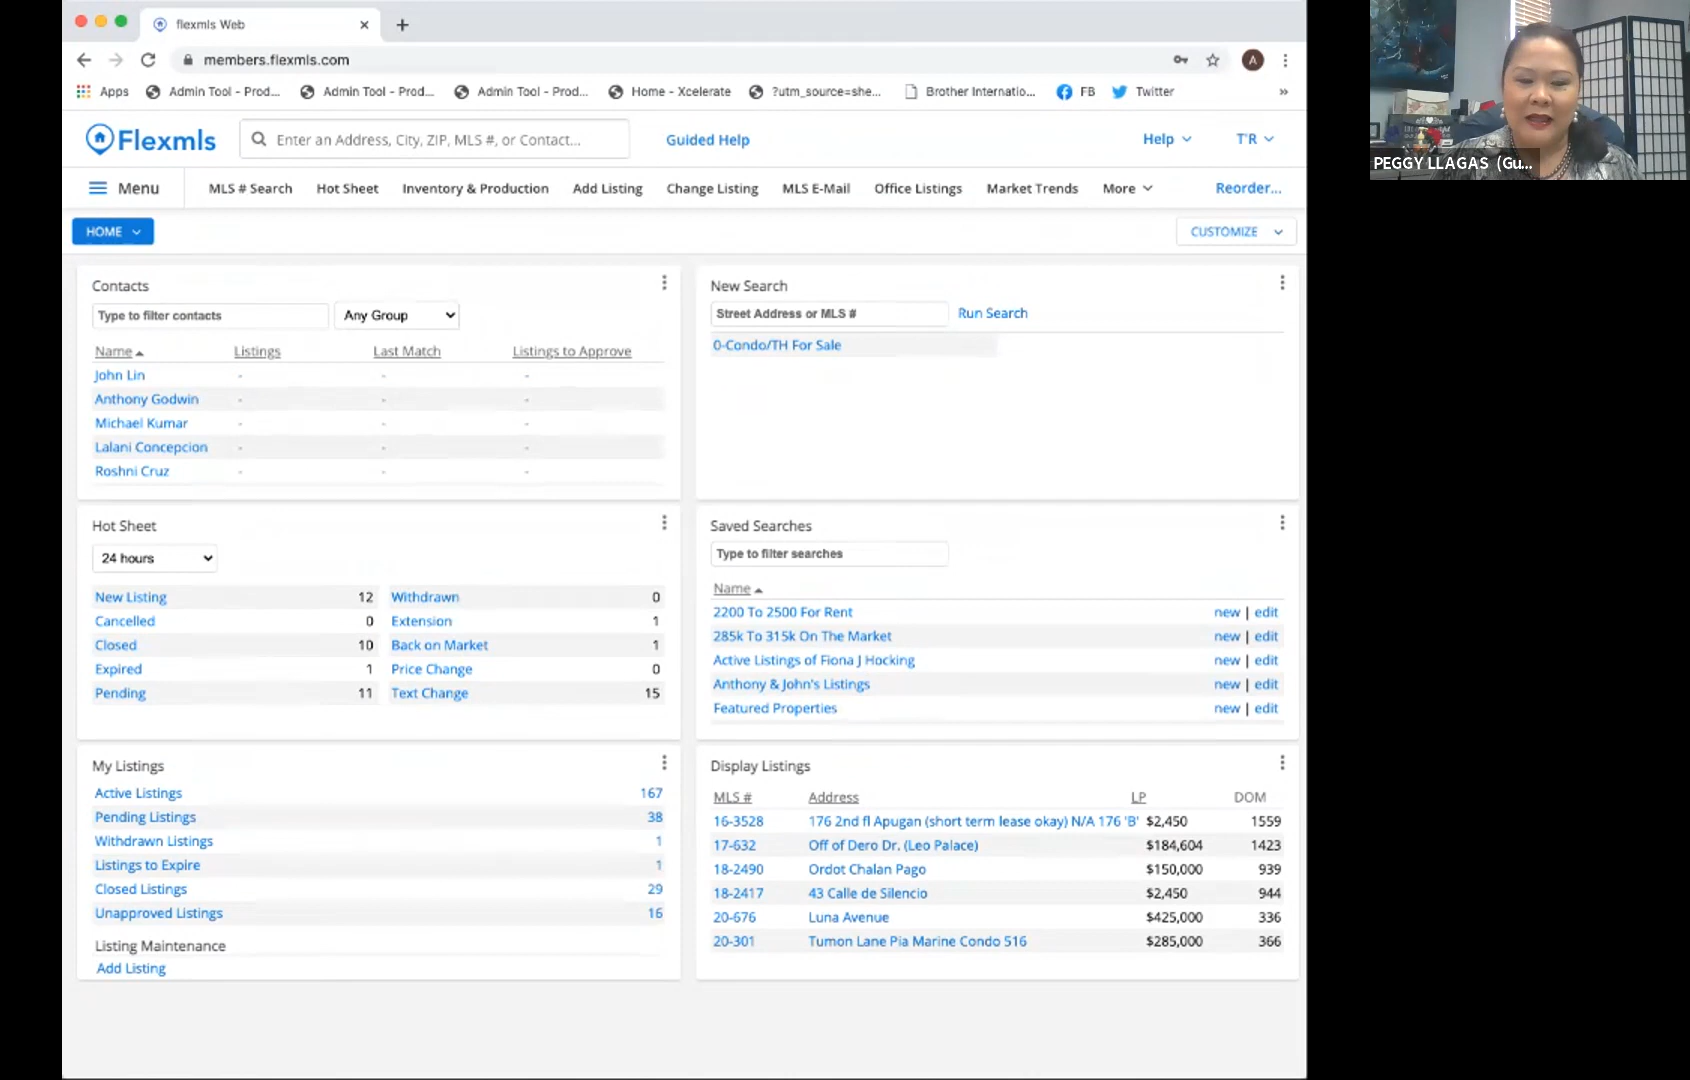 flexmls Web
members.flexmls.com
A
Apps Admin Tool - Prod... Admin Tool - Prod... Admin Tool - Prod... Home - Xcelerate ?utm_source=she... Brother Internatio... FB Twitter »
Flexmls Enter an Address, City, ZIP, MLS #, or Contact... Guided Help Help T'R
Menu MLS # Search Hot Sheet Inventory & Production Add Listing Change Listing MLS E-Mail Office Listings Market Trends More Reorder...
HOME CUSTOMIZE
Contacts
Type to filter contacts Any Group
Name Listings Last Match Listings to Approve
John Lin - - -
Anthony Godwin - - -
Michael Kumar - - -
Lalani Concepcion - - -
Roshni Cruz - - -
New Search
Street Address or MLS # Run Search
0-Condo/TH For Sale
Hot Sheet
24 hours
New Listing 12 Withdrawn 0
Cancelled 0 Extension 1
Closed 10 Back on Market 1
Expired 1 Price Change 0
Pending 11 Text Change 15
Saved Searches
Type to filter searches
Name
2200 To 2500 For Rent new | edit
285k To 315k On The Market new | edit
Active Listings of Fiona J Hocking new | edit
Anthony & John's Listings new | edit
Featured Properties new | edit
My Listings
Active Listings 167
Pending Listings 38
Withdrawn Listings 1
Listings to Expire 1
Closed Listings 29
Unapproved Listings 16
Listing Maintenance
Add Listing
Display Listings
MLS # Address LP DOM
16-3528 176 2nd fl Apugan (short term lease okay) N/A 176 'B' $2,450 1559
17-632 Off of Dero Dr. (Leo Palace) $184,604 1423
18-2490 Ordot Chalan Pago $150,000 939
18-2417 43 Calle de Silencio $2,450 944
20-676 Luna Avenue $425,000 336
20-301 Tumon Lane Pia Marine Condo 516 $285,000 366
PEGGY LLAGAS (Gu...